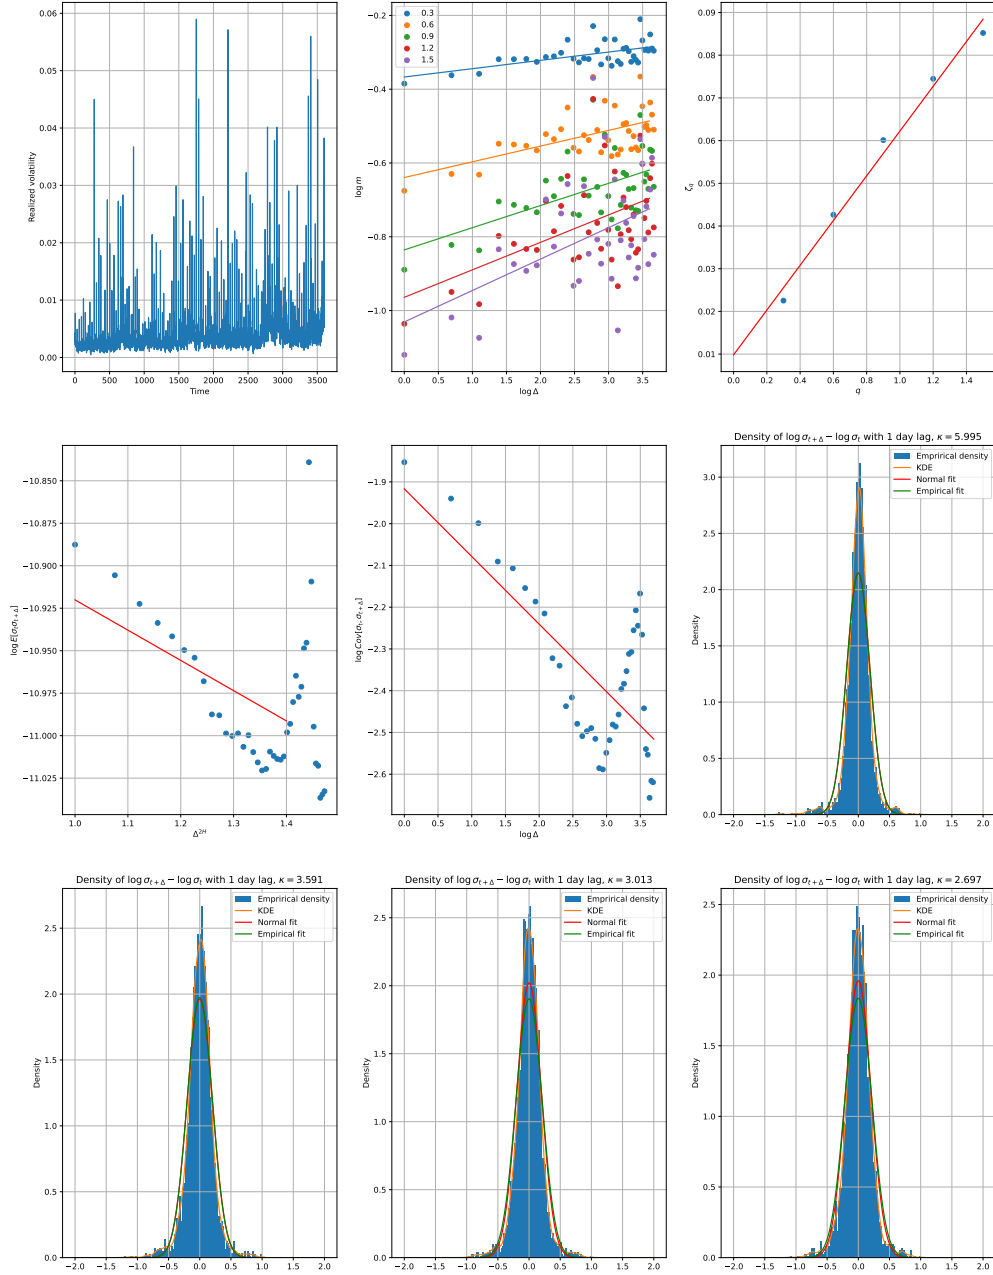 Realized volatility
0.06
0.05
0.04
0.03
0.02
0.01
0.00
0 500 1000 1500 2000 2500 3000 3500
Time
log m
−0.2
−0.4
−0.6
−0.8
−1.0
0.3
0.6
0.9
1.2
1.5
0.0 0.5 1.0 1.5 2.0 2.5 3.0 3.5
log Δ
ζq
0.09
0.08
0.07
0.06
0.05
0.04
0.03
0.02
0.01
0.0 0.2 0.4 0.6 0.8 1.0 1.2 1.4
q
log E[σtσt+Δ]
−10.850
−10.875
−10.900
−10.925
−10.950
−10.975
−11.000
−11.025
1.0 1.1 1.2 1.3 1.4
Δ^2H
log Cov[σt, σt+Δ]
−1.9
−2.0
−2.1
−2.2
−2.3
−2.4
−2.5
−2.6
0.0 0.5 1.0 1.5 2.0 2.5 3.0 3.5
log Δ
Density of log σt+Δ − log σt with 1 day lag, κ = 5.995
Emprirical density
KDE
Normal fit
Empirical fit
Density
3.0
2.5
2.0
1.5
1.0
0.5
0.0
−2.0 −1.5 −1.0 −0.5 0.0 0.5 1.0 1.5 2.0
Density of log σt+Δ − log σt with 1 day lag, κ = 3.591
Emprirical density
KDE
Normal fit
Empirical fit
Density
2.5
2.0
1.5
1.0
0.5
0.0
−2.0 −1.5 −1.0 −0.5 0.0 0.5 1.0 1.5 2.0
Density of log σt+Δ − log σt with 1 day lag, κ = 3.013
Emprirical density
KDE
Normal fit
Empirical fit
Density
2.5
2.0
1.5
1.0
0.5
0.0
−2.0 −1.5 −1.0 −0.5 0.0 0.5 1.0 1.5 2.0
Density of log σt+Δ − log σt with 1 day lag, κ = 2.697
Emprirical density
KDE
Normal fit
Empirical fit
Density
2.5
2.0
1.5
1.0
0.5
0.0
−2.0 −1.5 −1.0 −0.5 0.0 0.5 1.0 1.5 2.0